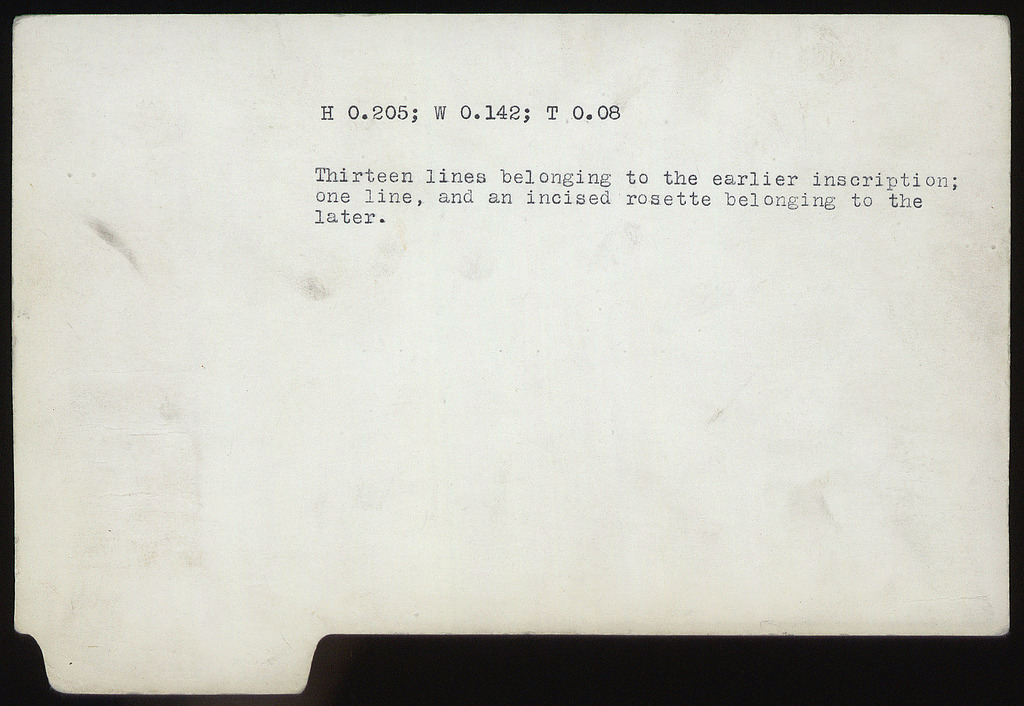 H 0.205; W 0.142; T 0.08
Thirteen lines belonging to the earlier inscription;
one line, and an incised rosette belonging to the
later.